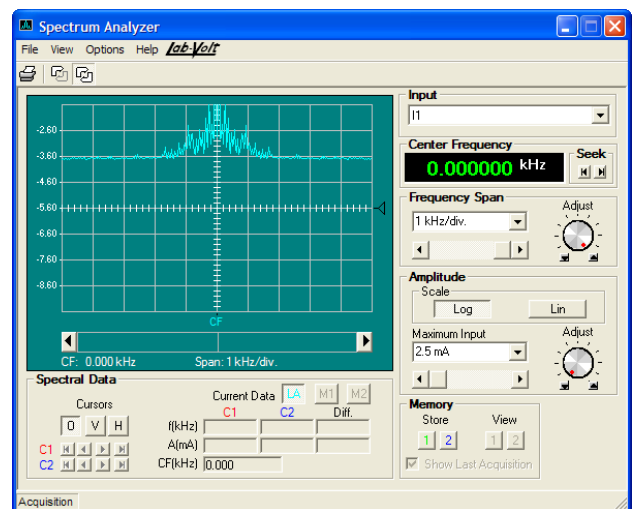 Spectrum Analyzer
File View Options Help Lab-Volt
-2.60
-3.60
-4.60
-5.60
-6.60
-7.60
-8.60
CF
CF: 0.000 kHz Span: 1 kHz/div.
Input
I1
Center Frequency
0.000000 kHz
Seek
Frequency Span
1 kHz/div.
Adjust
Amplitude
Scale
Log Lin
Maximum Input
2.5 mA
Adjust
Spectral Data
Cursors
O V H
C1
C2
Current Data LA M1 M2
C1 C2 Diff.
f(kHz)
A(mA)
CF(kHz) 0.000
Memory
Store View
1 2 1 2
Show Last Acquisition
Acquisition